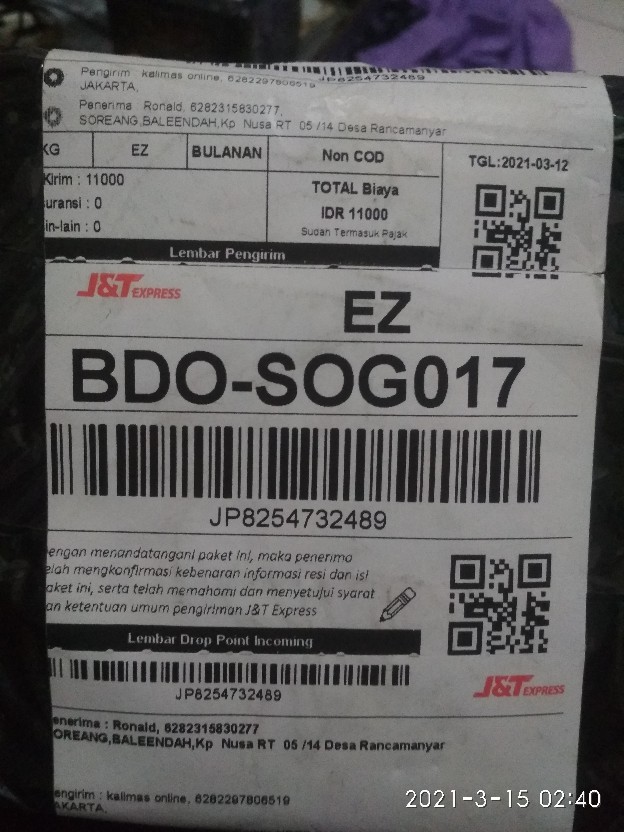 Pengirim kalimas online, 6282297806519
JP8254732489
JAKARTA,
Penerima Ronald, 6282315830277,
SOREANG,BALEENDAH,Kp Nusa RT 05 /14 Desa Rancamanyar
KG EZ BULANAN Non COD TGL:2021-03-12
Kirim : 11000
uransi : 0
in-lain : 0
TOTAL Biaya
IDR 11000
Sudah Termasuk Pajak
Lembar Pengirim
J&T EXPRESS
EZ
BDO-SOG017
JP8254732489
engan menandatangani paket ini, maka penerima
elah mengkonfirmasi kebenaran informasi resi dan isi
aket ini, serta telah memahami dan menyetujui syarat
an ketentuan umum pengiriman J&T Express
Lembar Drop Point Incoming
JP8254732489
J&T EXPRESS
enerima : Ronald, 6282315830277
OREANG,BALEENDAH,Kp Nusa RT 05 /14 Desa Rancamanyar
engirim : kalimas online, 6282297806519
AKARTA,
2021-3-15 02:40